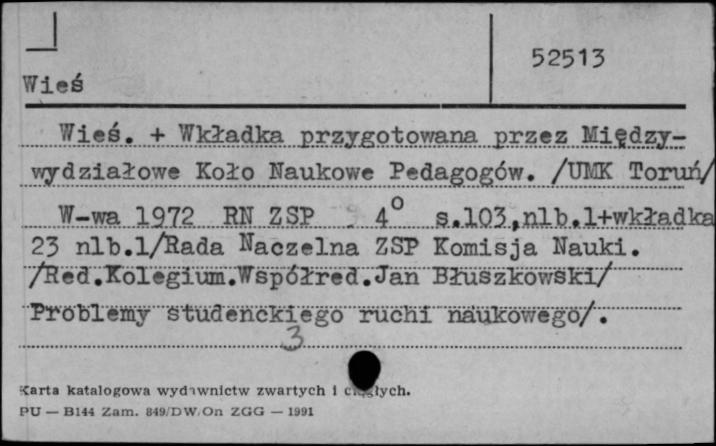 52513
Wieś
Wieś. + Wkładka przygotowana przez Między-
wydziałowe Koło Naukowe Pedagogów. /UMK Toruń/
W-wa 1972 RN ZSP 4° s.103,nlb.1+wkładka
23 nlb.1/Rada Naczelna ZSP Komisja Nauki.
/Red.Kolegium.Współred.Jan Błuszkowski/
Problemy studenckiego ruchi naukowego/.
3
Karta katalogowa wydawnictw zwartych i ciągłych.
PU — B144 Zam. 849/DW/On ZGG — 1991